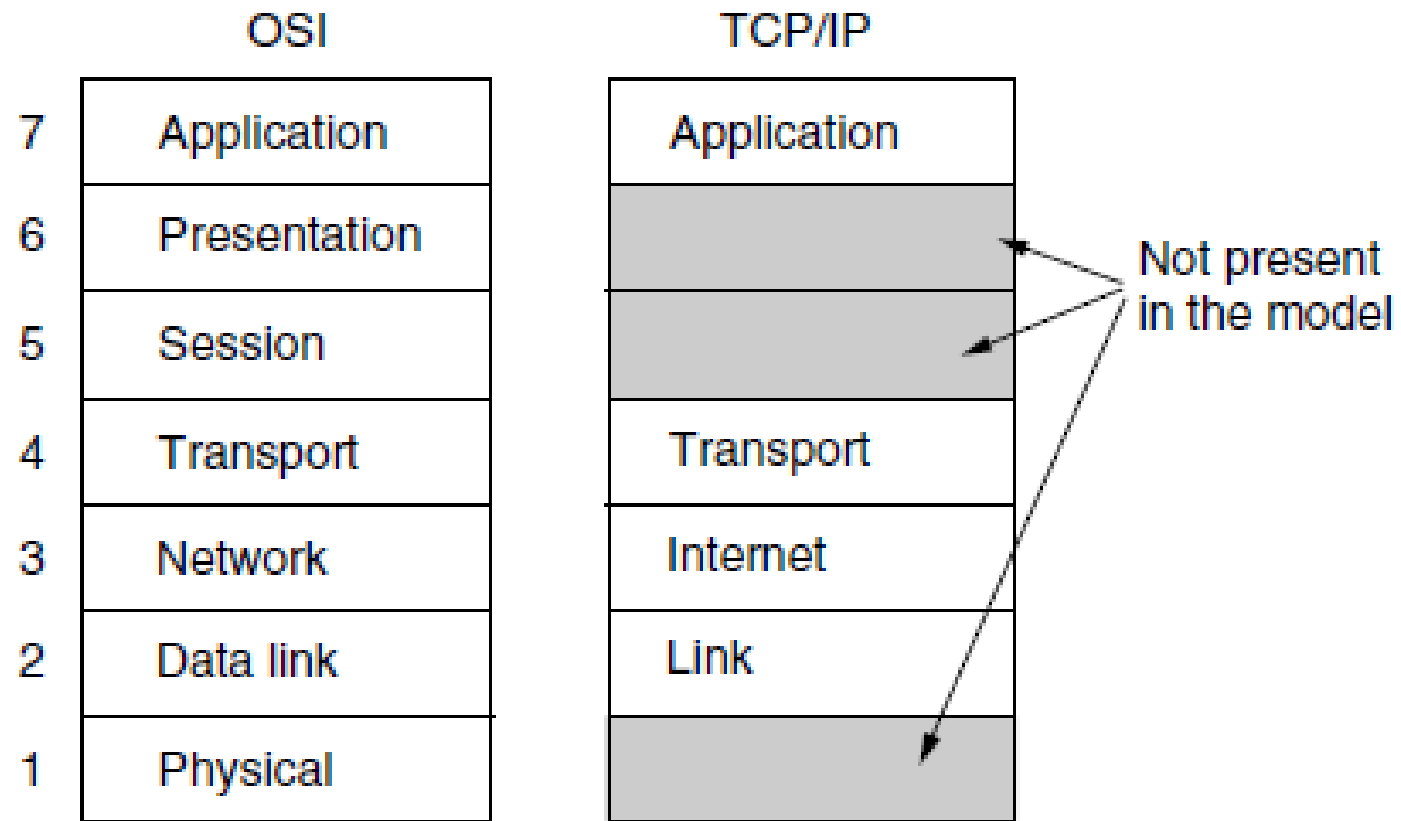 OSI TCP/IP
7 Application Application
6 Presentation
Not present
in the model
5 Session
4 Transport Transport
3 Network Internet
2 Data link Link
1 Physical